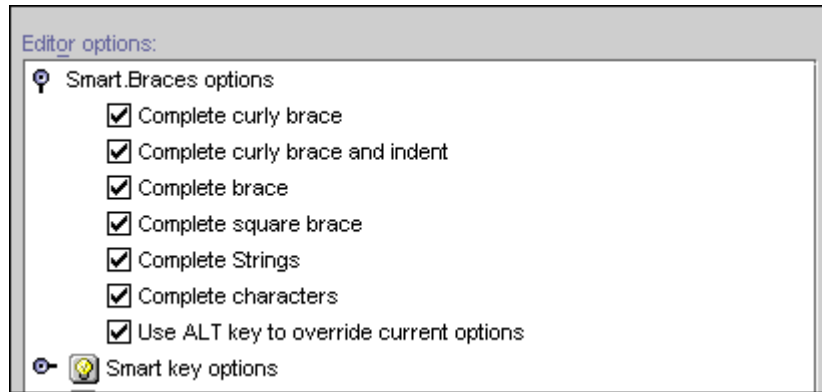 Editor options:
Smart.Braces options
Complete curly brace
Complete curly brace and indent
Complete brace
Complete square brace
Complete Strings
Complete characters
Use ALT key to override current options
Smart key options